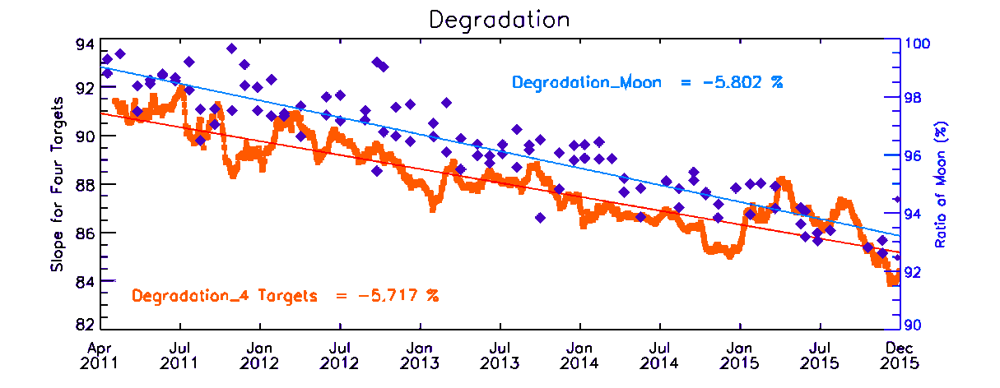 Degradation
94
92
90
88
86
84
82
Slope for Four Targets
100
98
96
94
92
90
Ratio of Moon (%)
Degradation_Moon = -5.802 %
Degradation_4 Targets = -5.717 %
Apr Jul Jan Jul Jan Jul Jan Jul Jan Jul Dec
2011 2011 2012 2012 2013 2013 2014 2014 2015 2015 2015